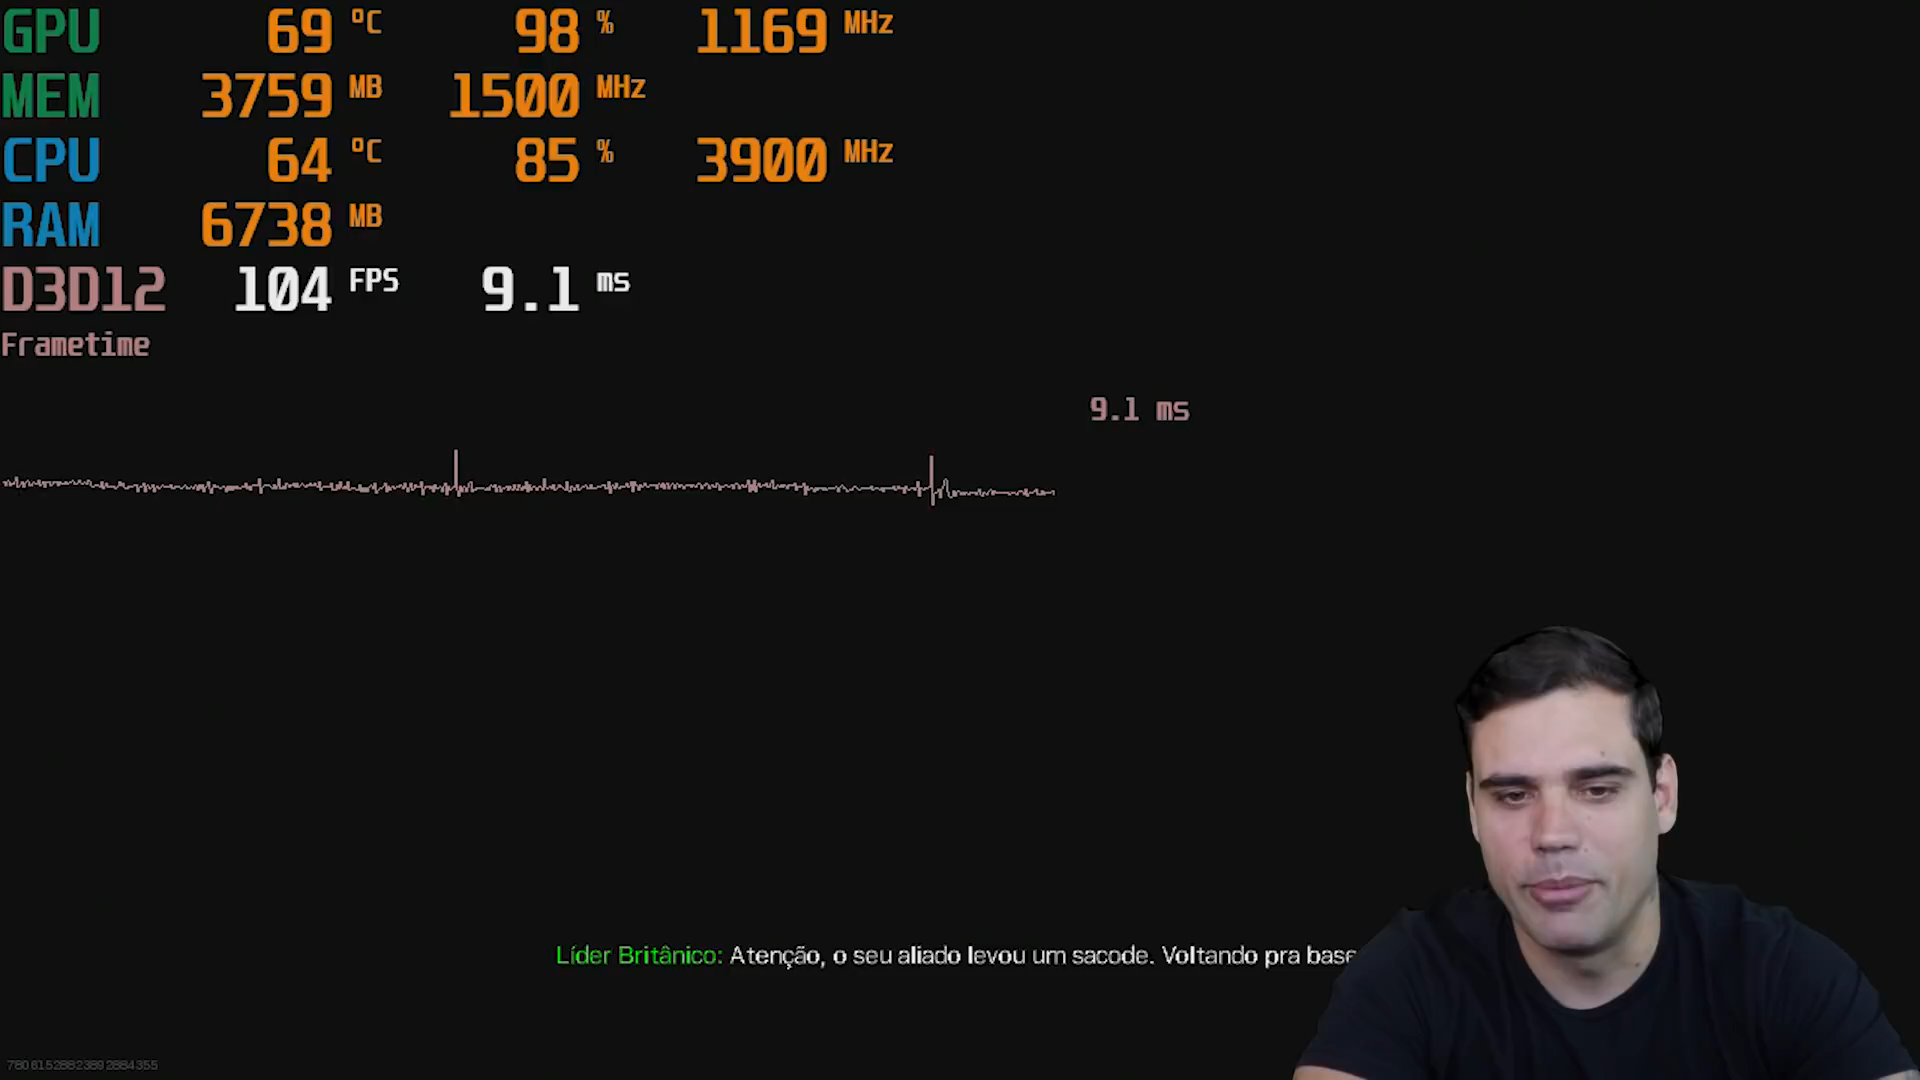 GPU 69 °C 98 % 1169 MHz
MEM 3759 MB 1500 MHz
CPU 64 °C 85 % 3900 MHz
RAM 6738 MB
D3D12 104 FPS 9.1 ms
Frametime
9.1 ms
Líder Britânico: Atenção, o seu aliado levou um sacode. Voltando pra base